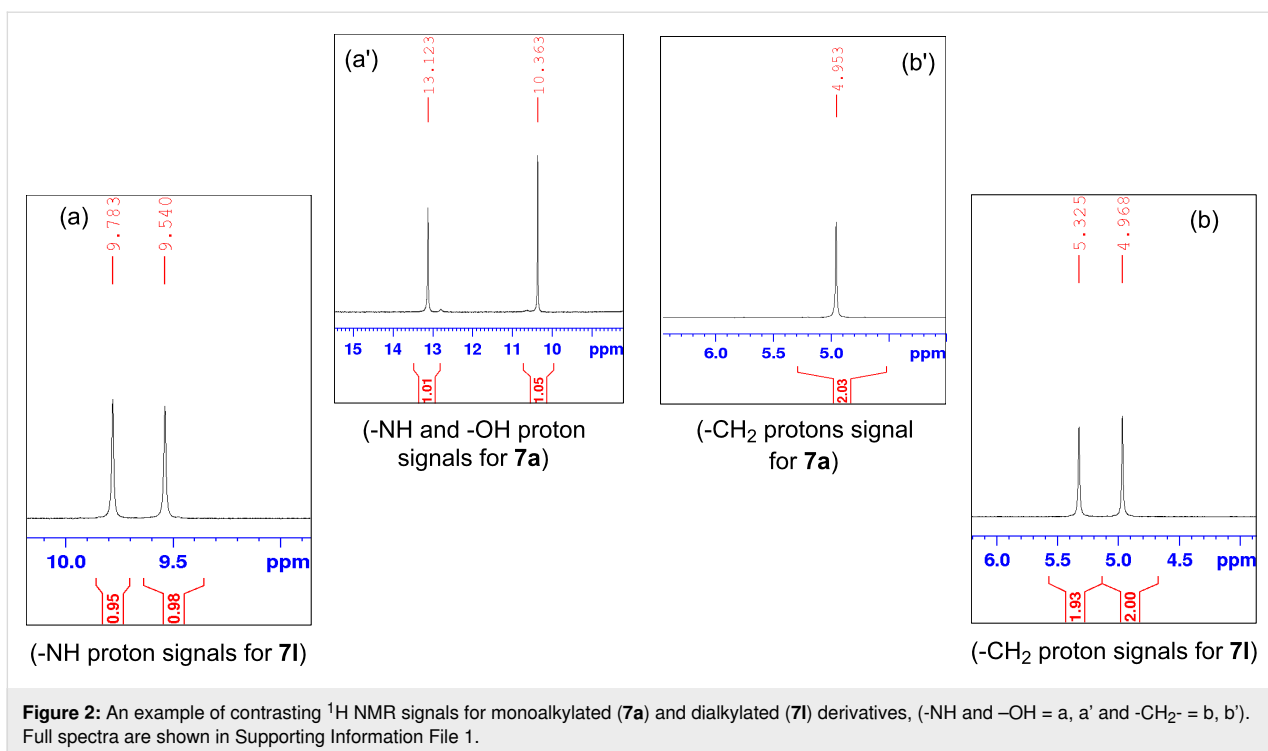 (a)
9.783
9.540
10.0 9.5 ppm
0.95 0.98
(-NH proton signals for 7l)
(a')
13.123
10.363
15 14 13 12 11 10 ppm
1.01 1.05
(-NH and -OH proton
signals for 7a)
(b')
4.953
6.0 5.5 5.0 ppm
2.03
(-CH2 protons signal
for 7a)
(b)
5.325
4.968
6.0 5.5 5.0 4.5 ppm
1.93 2.00
(-CH2 proton signals for 7l)
Figure 2: An example of contrasting 1H NMR signals for monoalkylated (7a) and dialkylated (7l) derivatives, (-NH and –OH = a, a’ and -CH2- = b, b’).
Full spectra are shown in Supporting Information File 1.